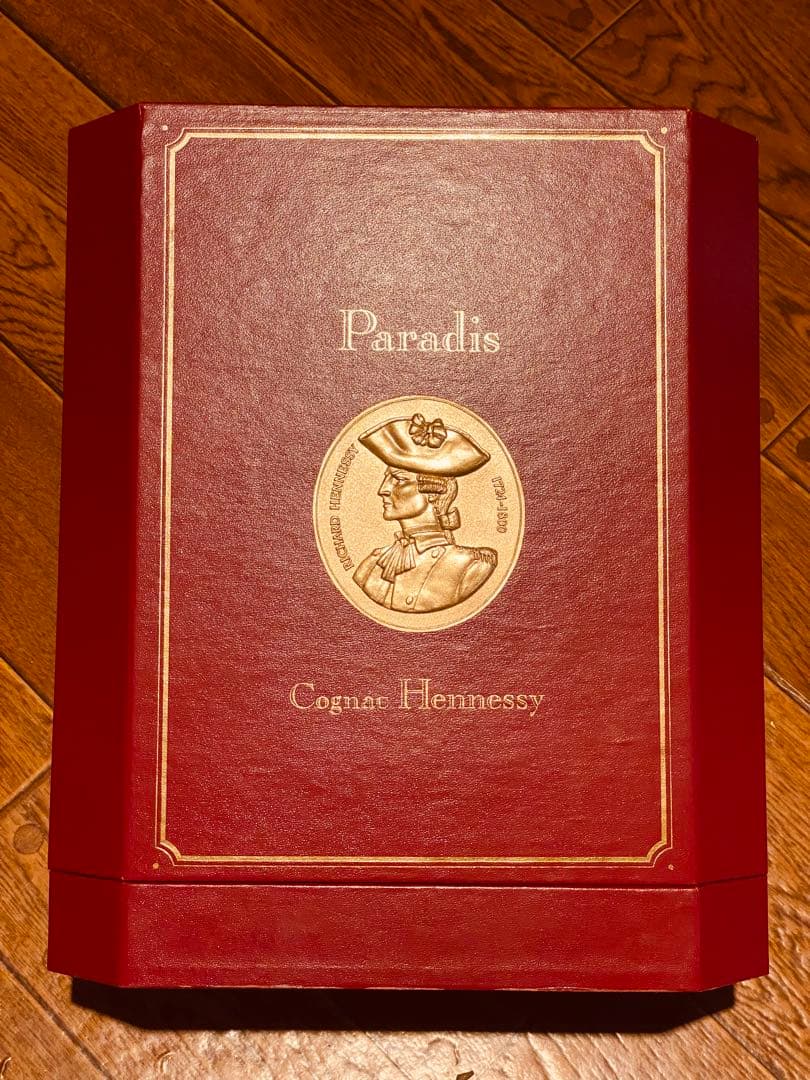 Paradis
RICHARD HENNESSY
1724-1800
Cognac Hennessy